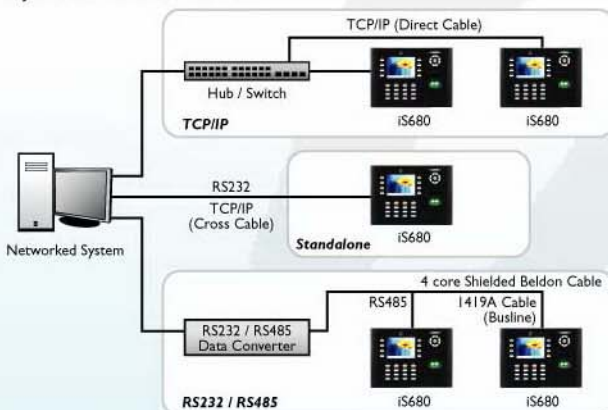 TCP/IP (Direct Cable)
Hub / Switch
iS680
iS680
TCP/IP
Networked System
RS232
TCP/IP
(Cross Cable)
Standalone
iS680
4 core Shielded Beldon Cable
RS485
1419A Cable
(Busline)
RS232 / RS485
Data Converter
RS232 / RS485
iS680
iS680